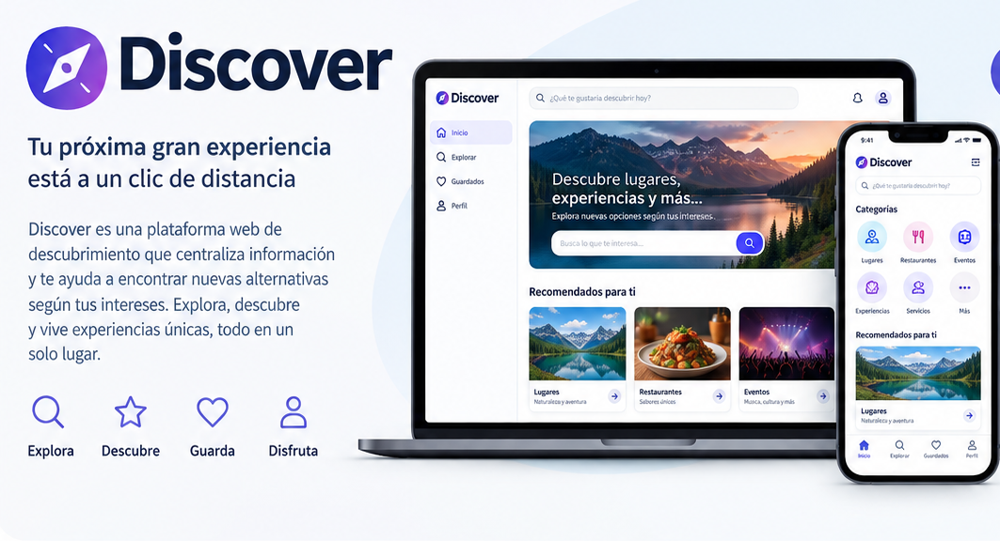 Discover
Tu próxima gran experiencia
está a un clic de distancia
Discover es una plataforma web de
descubrimiento que centraliza información
y te ayuda a encontrar nuevas alternativas
según tus intereses. Explora, descubre
y vive experiencias únicas, todo en un
solo lugar.
Explora
Descubre
Guarda
Disfruta
Discover
¿Qué te gustaría descubrir hoy?
Inicio
Explorar
Guardados
Perfil
Descubre lugares,
experiencias y más...
Explora nuevas opciones según tus intereses.
Busca lo que te interesa...
Recomendados para ti
Lugares
Naturaleza y aventura
Restaurantes
Sabores únicos
Eventos
Música, cultura y más
9:41
Discover
¿Qué te gustaría descubrir hoy?
Categorías
Lugares
Restaurantes
Eventos
Experiencias
Servicios
Más
Recomendados para ti
Lugares
Naturaleza y aventura
Inicio
Explorar
Guardados
Perfil